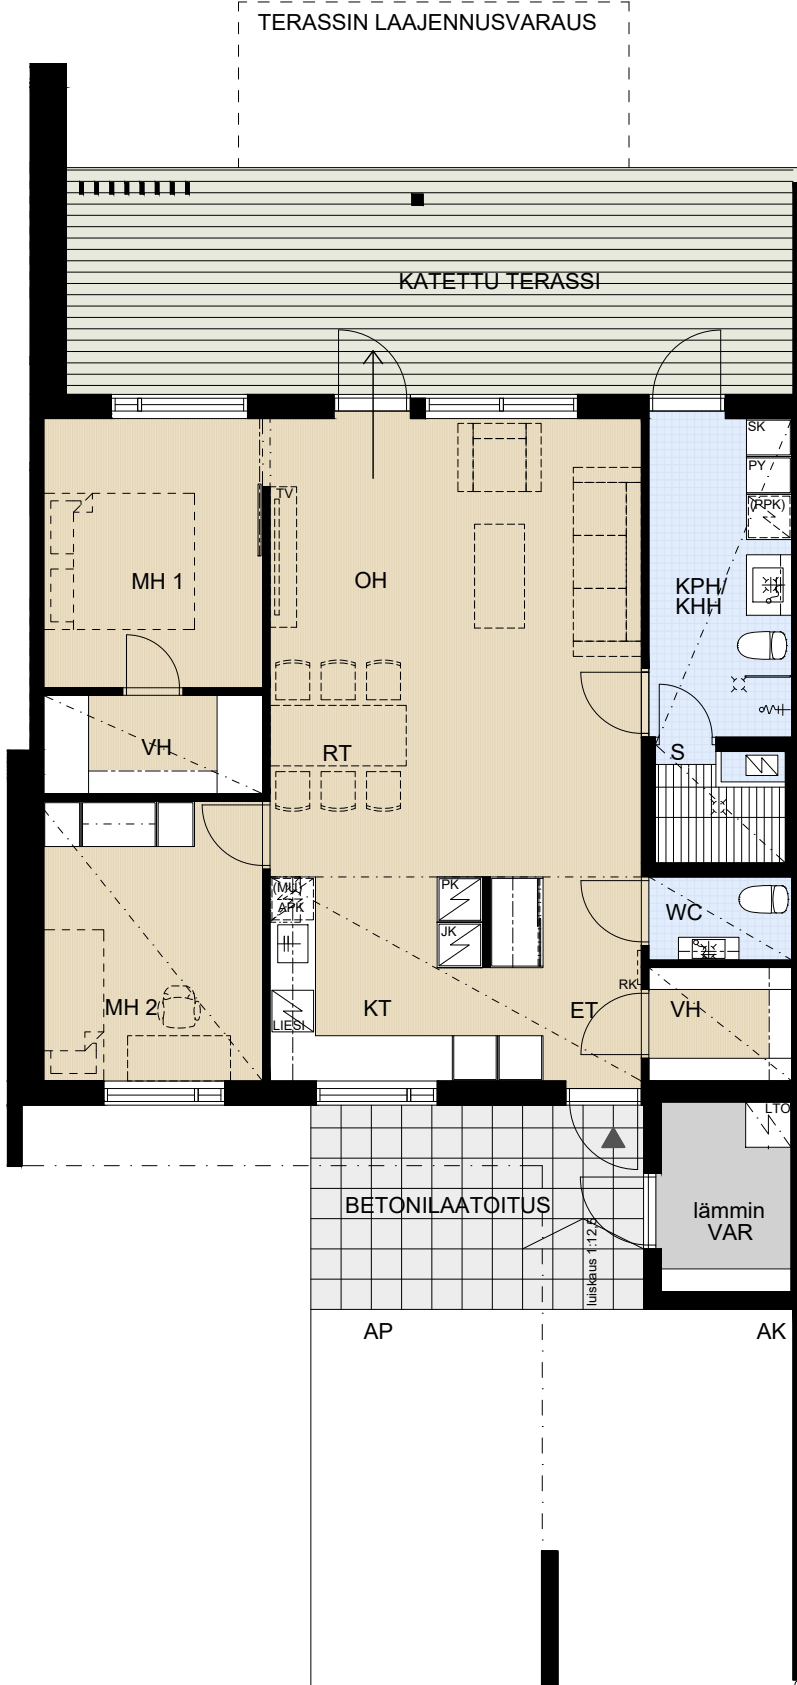 TERASSIN LAAJENNUSVARAUS
KATETTU TERASSI
SK
PY
(RPK)
TV
MH 1
OH
KPH/
KHH
VH
RT
S
(MU)
APK
PK
JK
WC
LIESI
MH 2
KT
ET
RK
VH
LTO
BETONILAATOITUS
lämmin
VAR
luiskaus 1:12,5
AP
AK